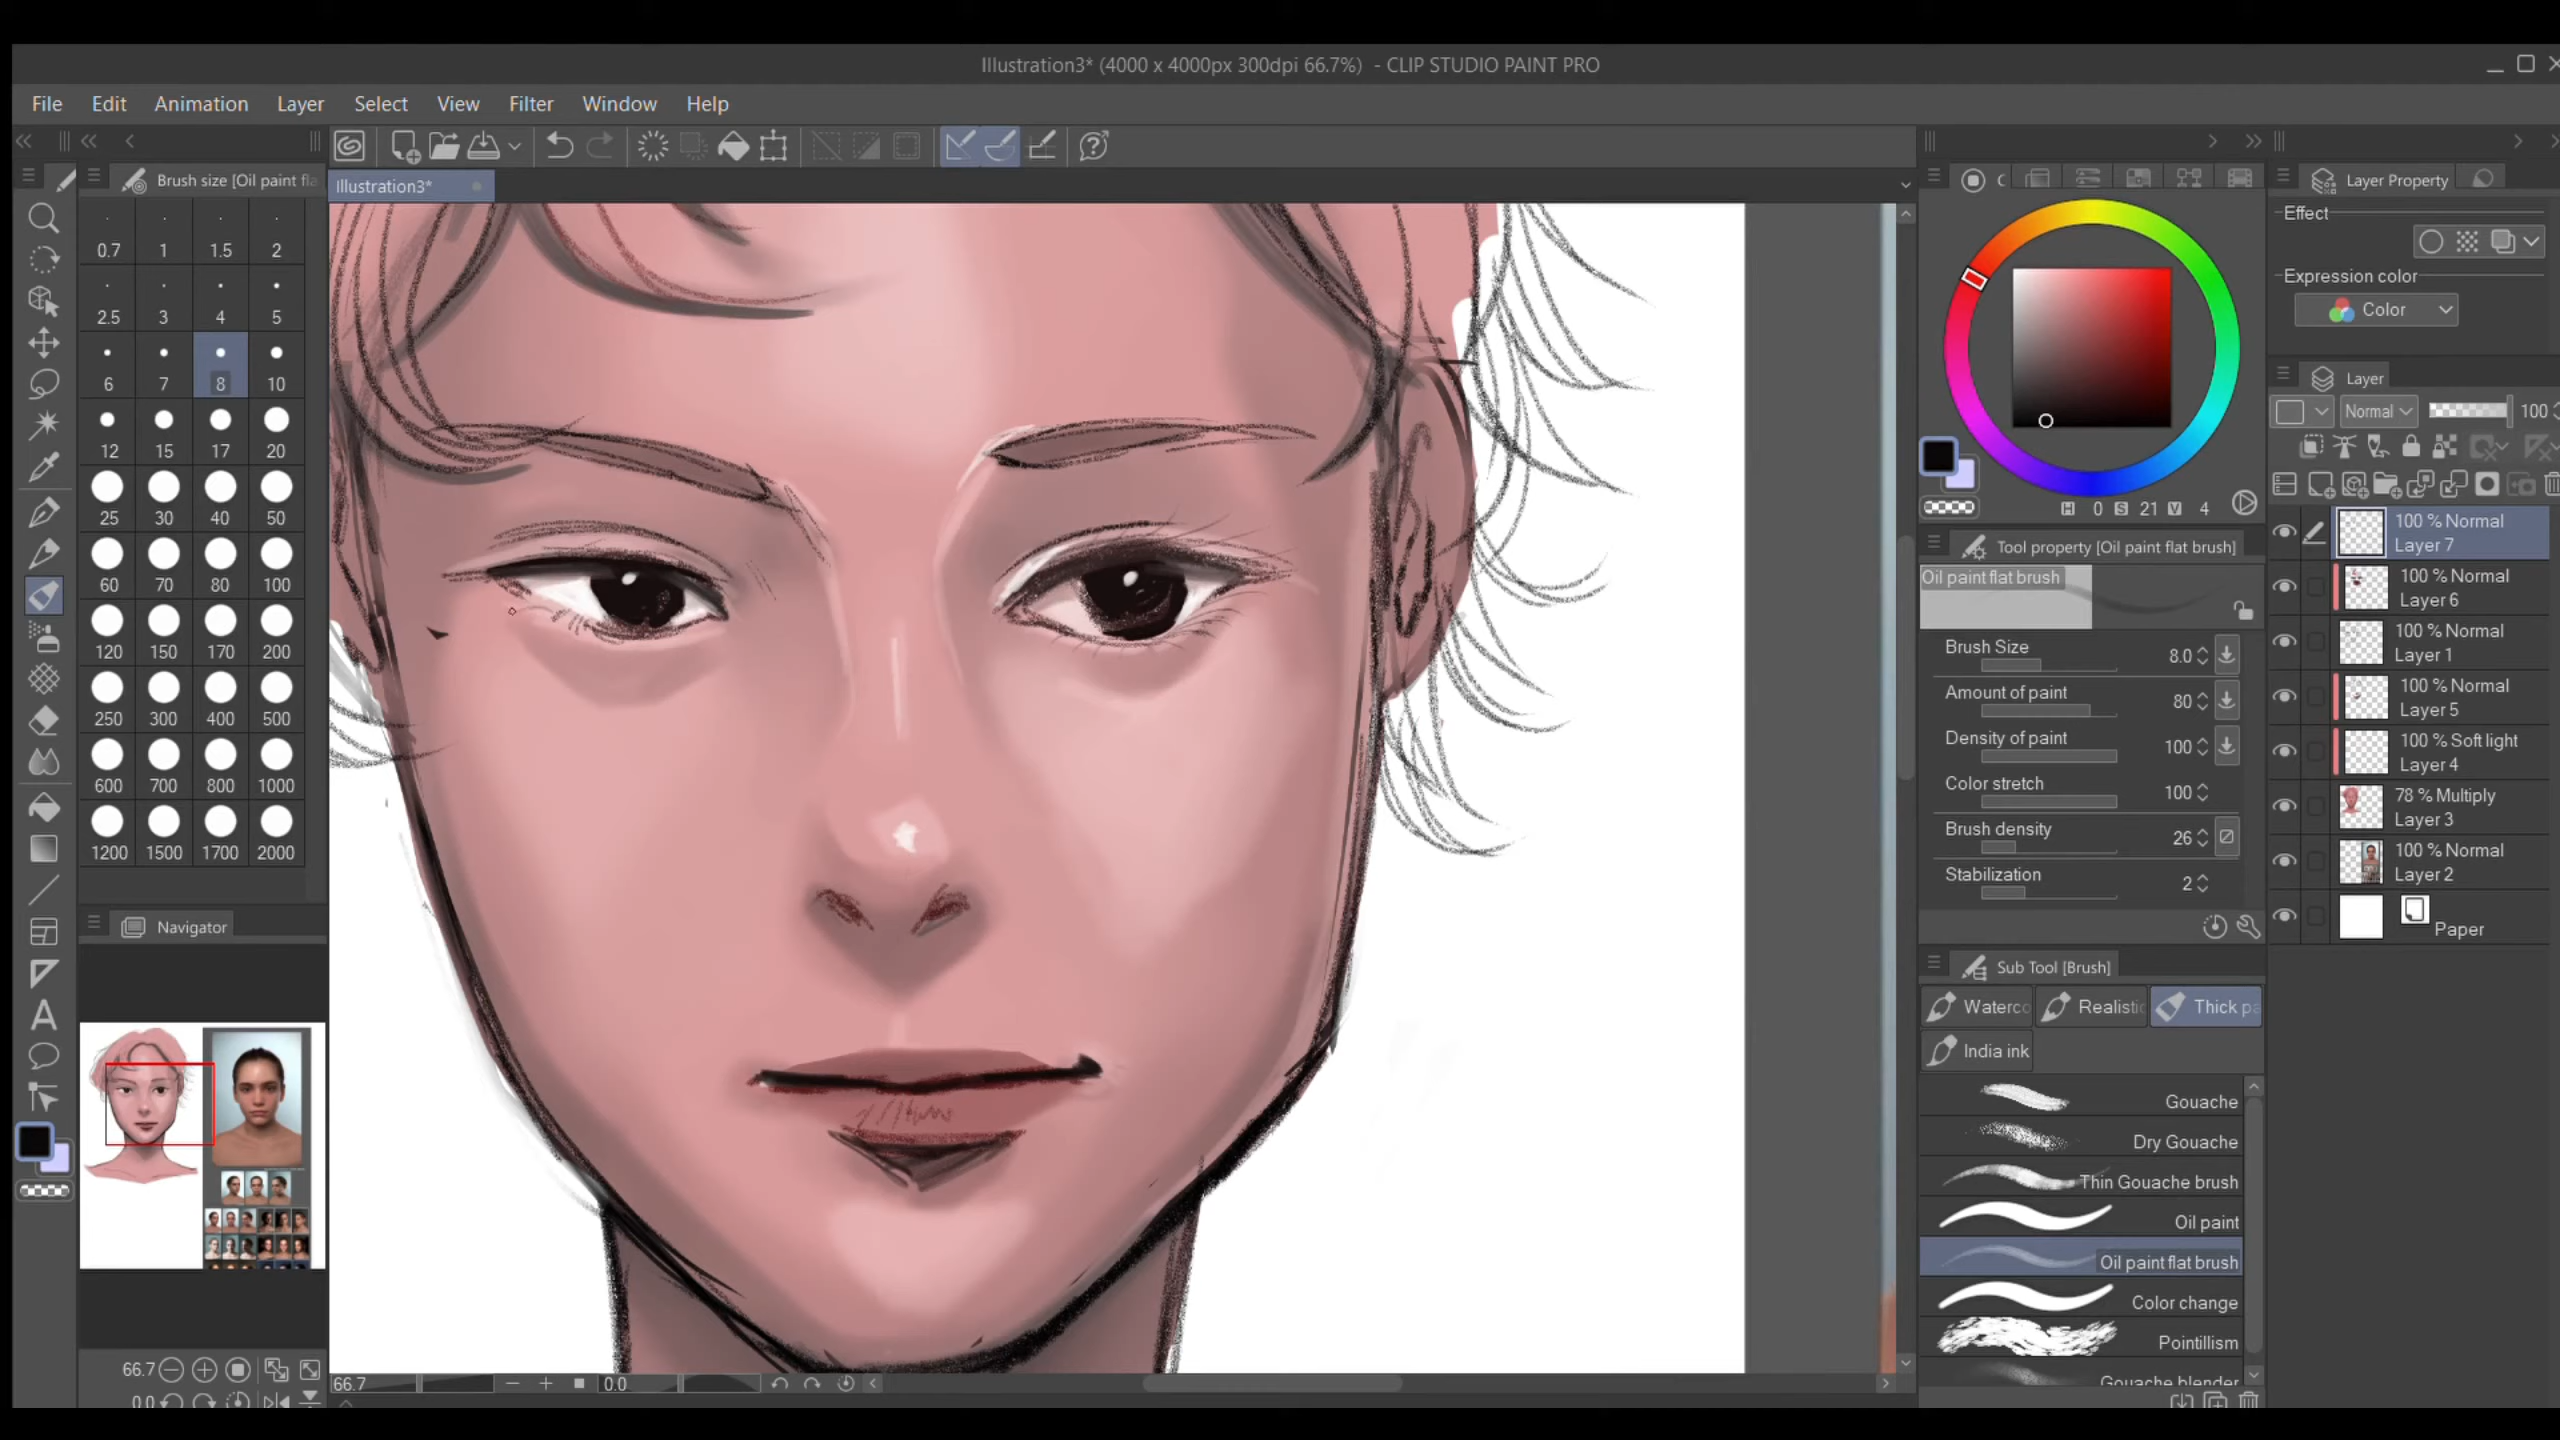 Illustration3* (4000 x 4000px 300dpi 66.7%) - CLIP STUDIO PAINT PRO
File Edit Animation Layer Select View Filter Window Help
Brush size [Oil paint fla
Illustration3*
0.7 1 1.5 2
2.5 3 4 5
6 7 8 10
12 15 17 20
25 30 40 50
60 70 80 100
120 150 170 200
250 300 400 500
600 700 800 1000
1200 1500 1700 2000
Navigator
66.7
0.0
66.7
0.0
C
H 0 S 21 V 4
Tool property [Oil paint flat brush]
Oil paint flat brush
Brush Size 8.0
Amount of paint 80
Density of paint 100
Color stretch 100
Brush density 26
Stabilization 2
Sub Tool [Brush]
Waterco Realistic Thick pa
India ink
Gouache
Dry Gouache
Thin Gouache brush
Oil paint
Oil paint flat brush
Color change
Pointillism
Gouache blender
Layer Property
Effect
Expression color
Color
Layer
Normal 100
100 % Normal
Layer 7
100 % Normal
Layer 6
100 % Normal
Layer 1
100 % Normal
Layer 5
100 % Soft light
Layer 4
78 % Multiply
Layer 3
100 % Normal
Layer 2
Paper